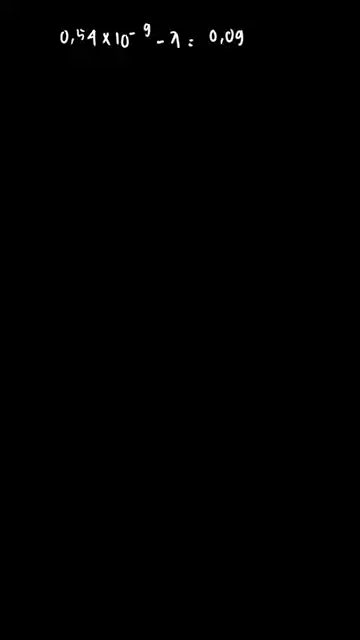 0,54 × 10⁻⁹ - λ = 0,09